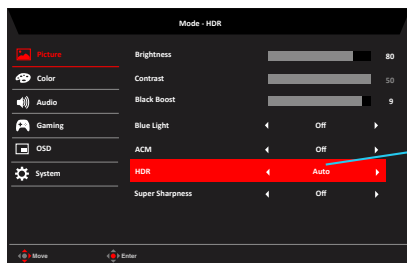 Mode - HDR
Picture
Brightness 80
Color
Contrast 50
Audio
Black Boost 9
Gaming
Blue Light Off
OSD
ACM Off
System
HDR Auto
Super Sharpness Off
Move Enter